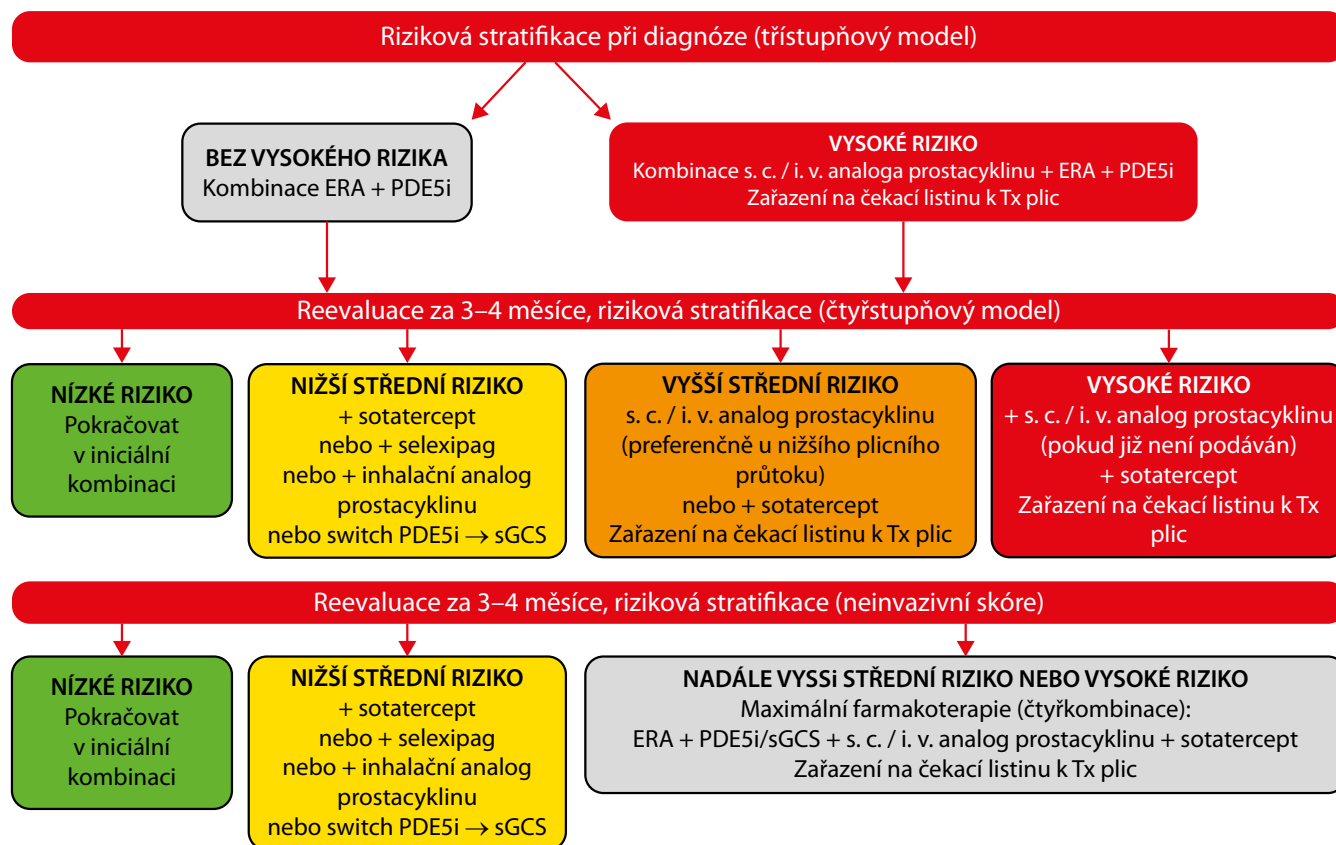 Riziková stratifikace při diagnóze (třístupňový model)
BEZ VYSOKÉHO RIZIKA
Kombinace ERA + PDE5i
VYSOKÉ RIZIKO
Kombinace s. c. / i. v. analoga prostacyklinu + ERA + PDE5i
Zařazení na čekací listinu k Tx plic
Reevaluace za 3–4 měsíce, riziková stratifikace (čtyřstupňový model)
NÍZKÉ RIZIKO
Pokračovat
v iniciální
kombinaci
NIŽŠÍ STŘEDNÍ RIZIKO
+ sotatercept
nebo + selexipag
nebo + inhalační analog
prostacyklinu
nebo switch PDE5i → sGCS
VYŠŠÍ STŘEDNÍ RIZIKO
s. c. / i. v. analog prostacyklinu
(preferenčně u nižšího plicního
průtoku)
nebo + sotatercept
Zařazení na čekací listinu k Tx plic
VYSOKÉ RIZIKO
+ s. c. / i. v. analog prostacyklinu
(pokud již není podáván)
+ sotatercept
Zařazení na čekací listinu k Tx
plic
Reevaluace za 3–4 měsíce, riziková stratifikace (neinvazivní skóre)
NÍZKÉ RIZIKO
Pokračovat
v iniciální
kombinaci
NIŽŠÍ STŘEDNÍ RIZIKO
+ sotatercept
nebo + selexipag
nebo + inhalační analog
prostacyklinu
nebo switch PDE5i → sGCS
NADÁLE VYSSi STŘEDNÍ RIZIKO NEBO VYSOKÉ RIZIKO
Maximální farmakoterapie (čtyřkombinace):
ERA + PDE5i/sGCS + s. c. / i. v. analog prostacyklinu + sotatercept
Zařazení na čekací listinu k Tx plic